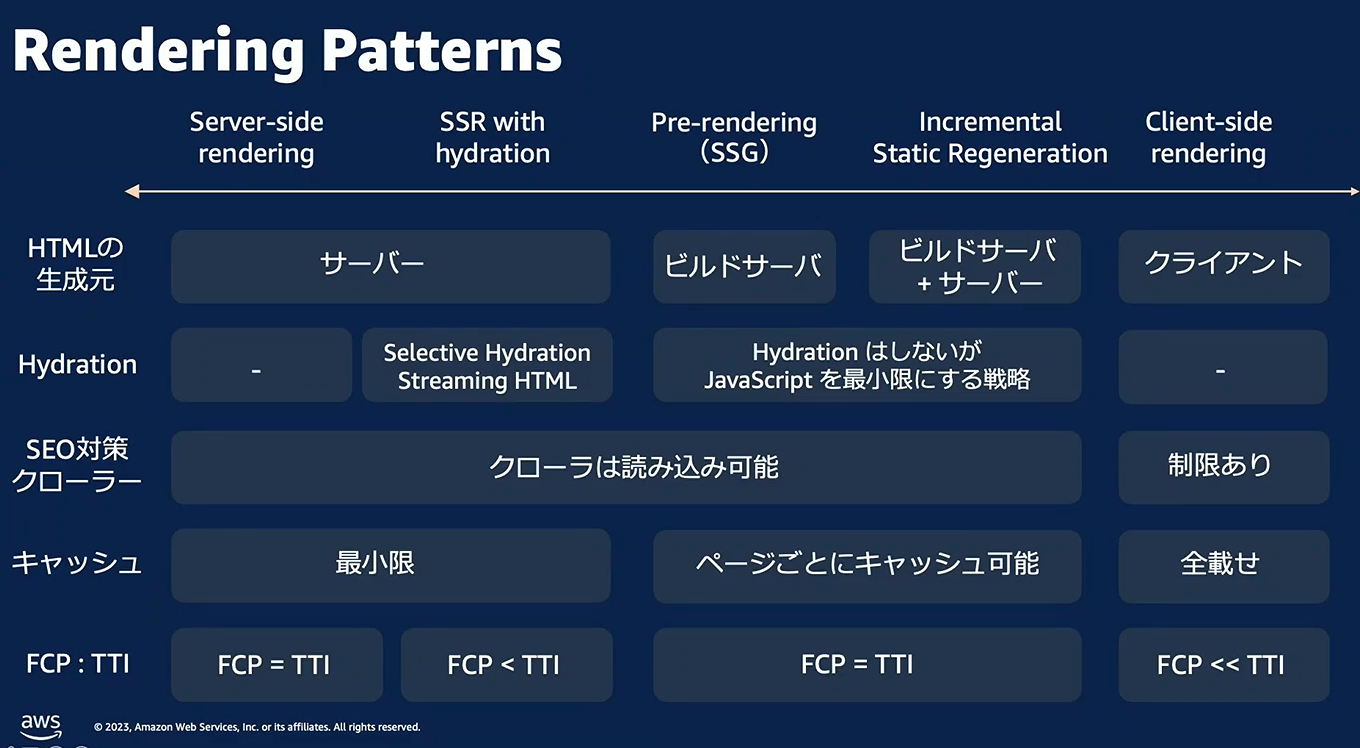 Rendering Patterns
Server-side
rendering
SSR with
hydration
Pre-rendering
（SSG）
Incremental
Static Regeneration
Client-side
rendering
HTMLの
生成元
サーバー
ビルドサーバ
ビルドサーバ
+ サーバー
クライアント
Hydration
-
Selective Hydration
Streaming HTML
Hydration はしないが
JavaScript を最小限にする戦略
-
SEO対策
クローラー
クローラは読み込み可能
制限あり
キャッシュ
最小限
ページごとにキャッシュ可能
全載せ
FCP : TTI
FCP = TTI
FCP < TTI
FCP = TTI
FCP << TTI
aws
© 2023, Amazon Web Services, Inc. or its affiliates. All rights reserved.